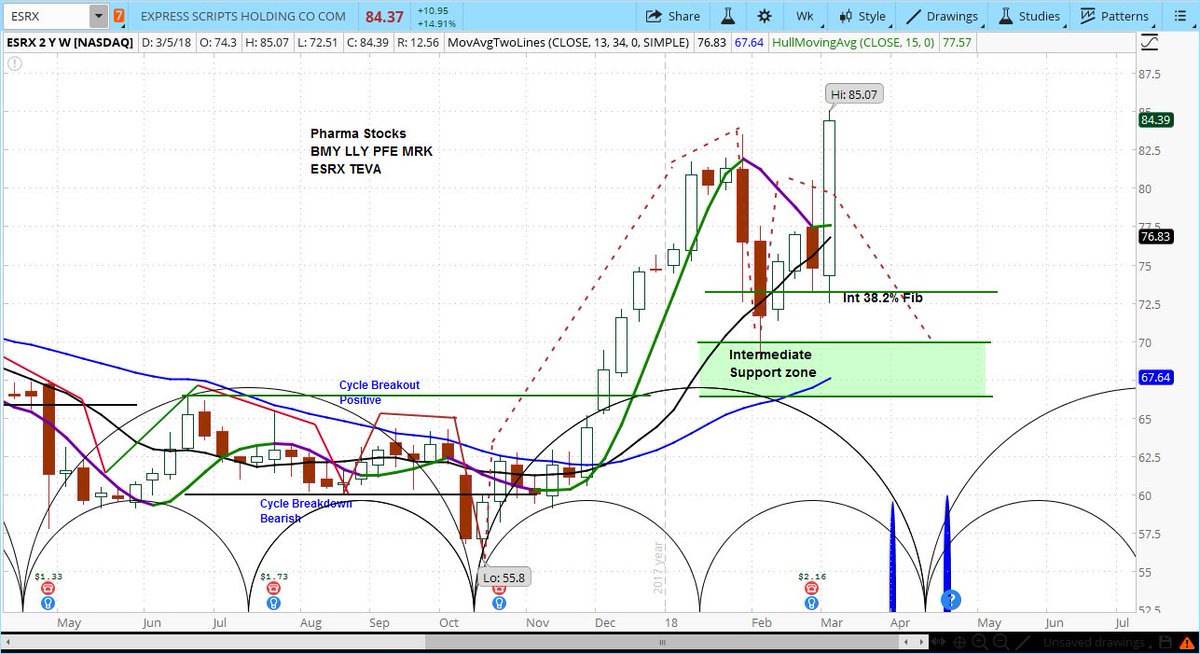 ESRX
7
EXPRESS SCRIPTS HOLDING CO COM
84.37
+10.95
+14.91%
Share
Wk
Style
Drawings
Studies
Patterns
ESRX 2 Y W [NASDAQ]
D: 3/5/18
O: 74.3
H: 85.07
L: 72.51
C: 84.39
R: 12.56
MovAvgTwoLines (CLOSE, 13, 34, 0, SIMPLE)
76.83
67.64
HullMovingAvg (CLOSE, 15, 0)
77.57
Pharma Stocks
BMY LLY PFE MRK
ESRX TEVA
Hi: 85.07
87.5
84.39
82.5
80
77.5
76.83
75
72.5
70
67.64
65
62.5
60
57.5
55
52.5
Int 38.2% Fib
Intermediate
Support zone
Cycle Breakout
Positive
Cycle Breakdown
Bearish
Lo: 55.8
2017 year
$1.33
$1.73
$2.16
?
May
Jun
Jul
Aug
Sep
Oct
Nov
Dec
18
Feb
Mar
Apr
May
Jun
Jul
Unsaved drawings